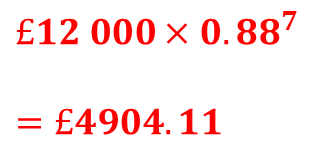 £12 000 × 0.88⁷
= £4904.11